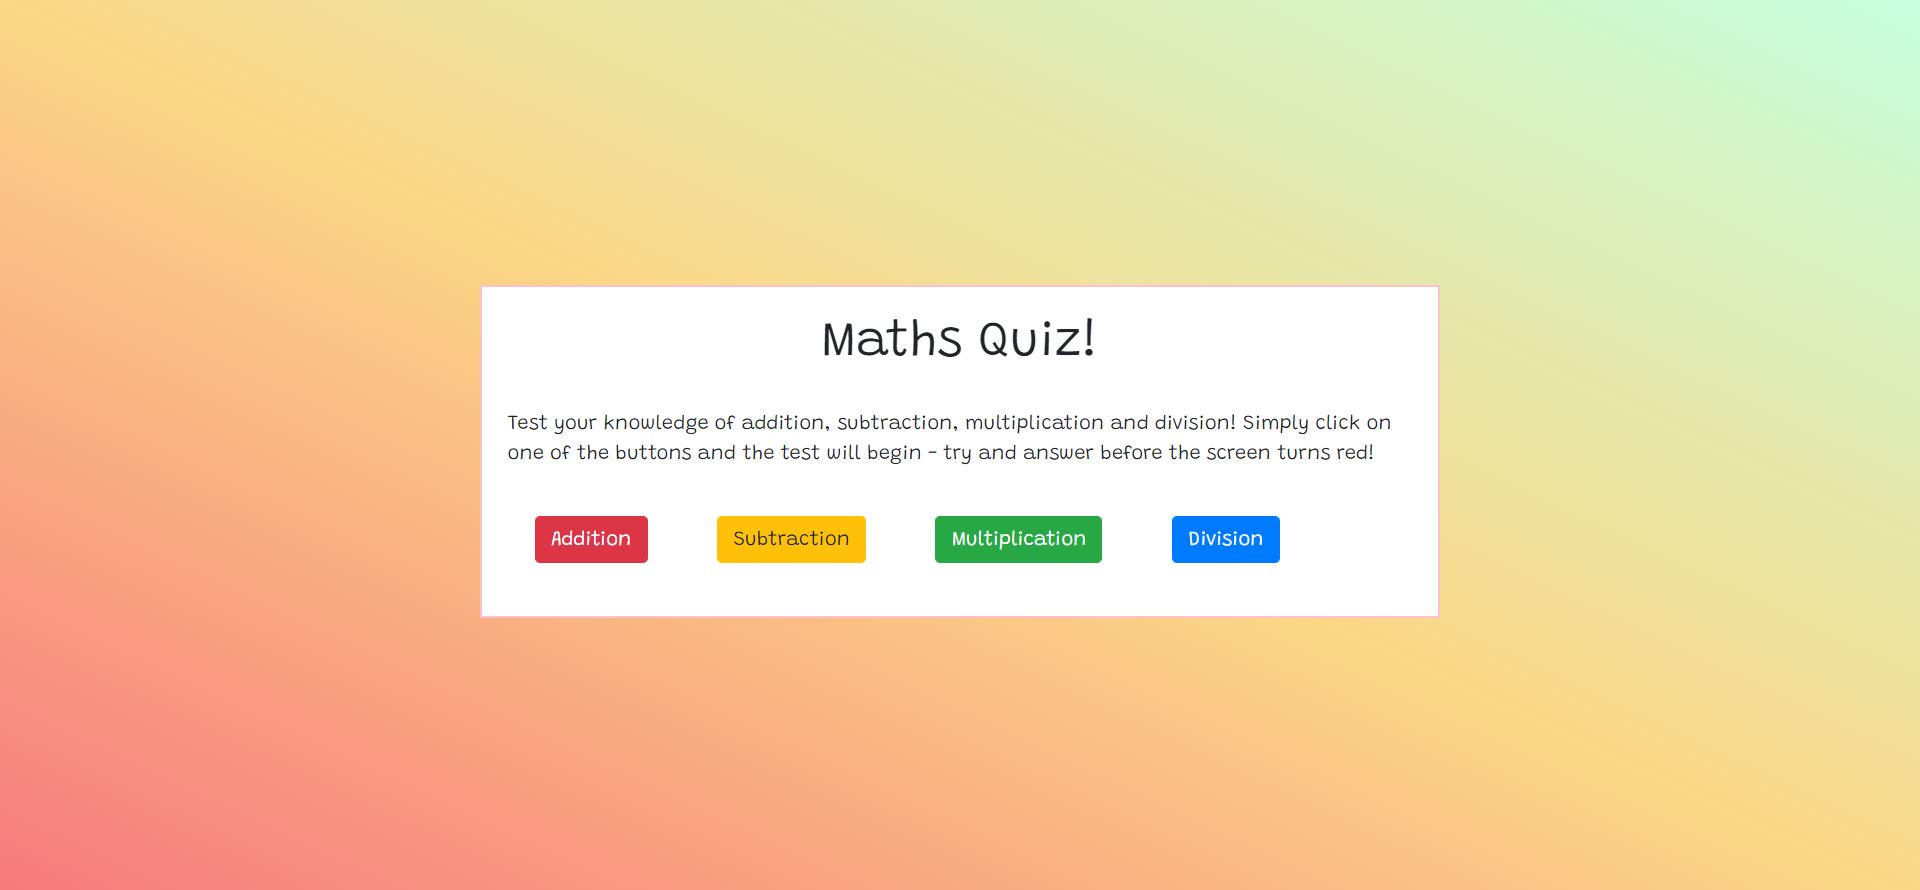 Maths Quiz!
Test your knowledge of addition, subtraction, multiplication and division! Simply click on
one of the buttons and the test will begin - try and answer before the screen turns red!
Addition Subtraction Multiplication Division